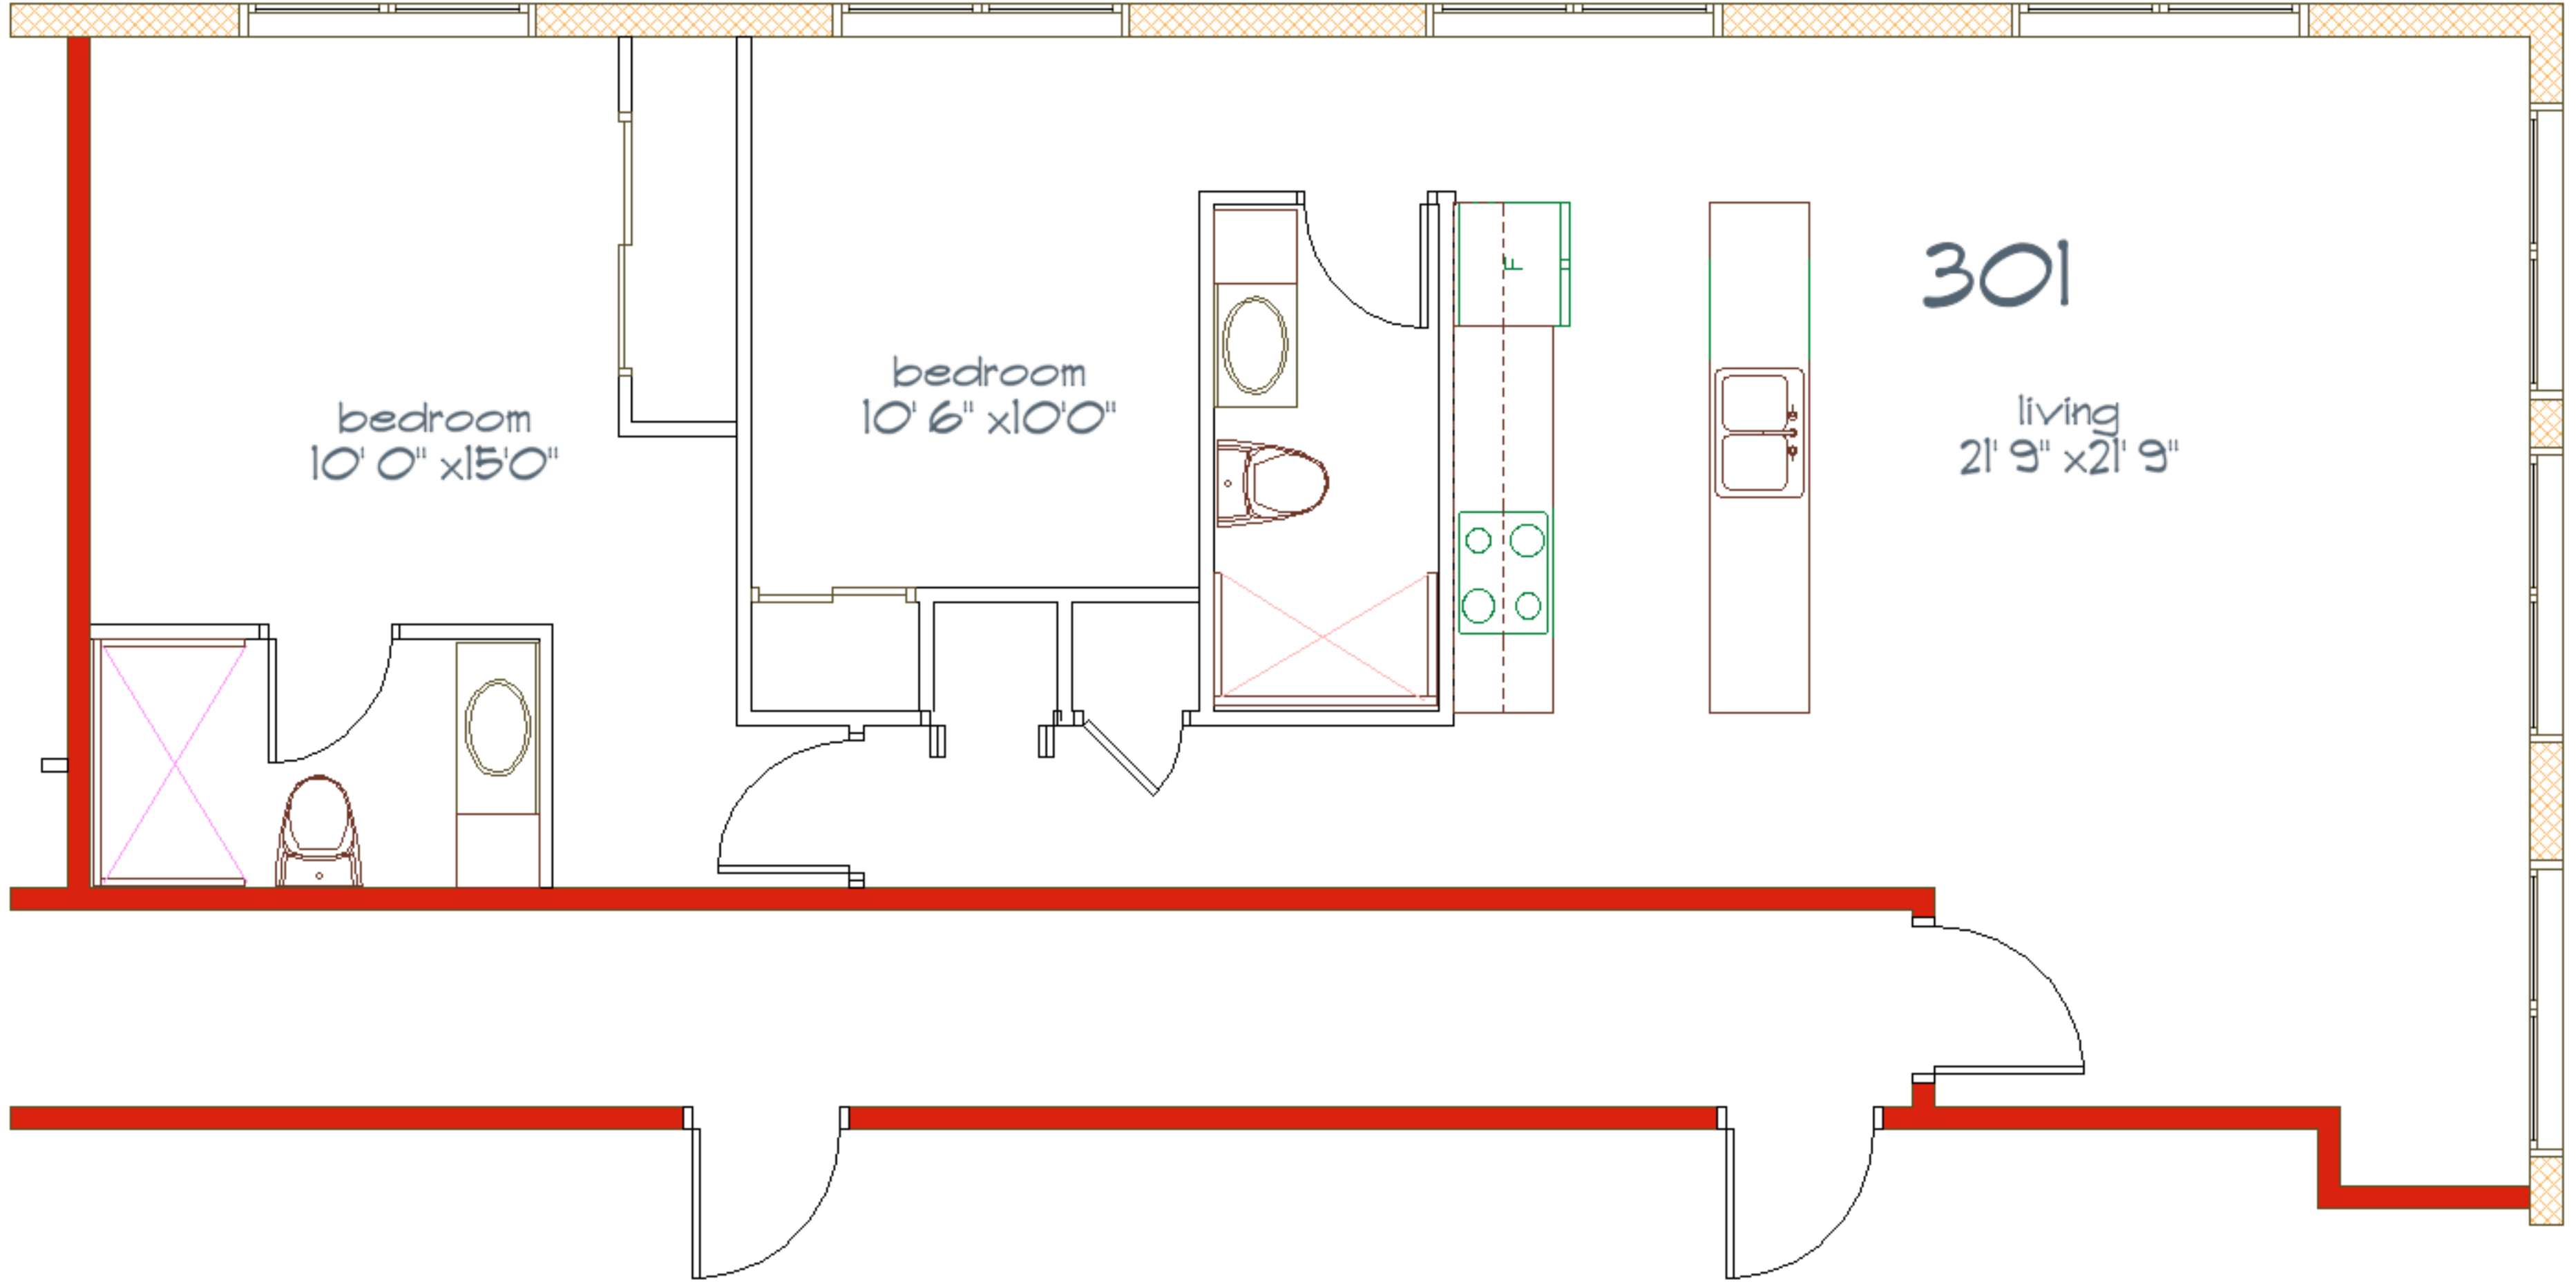 bedroom
10' 0" x15'0"
bedroom
10' 6" x10'0"
F
301
living
21' 9" x21' 9"